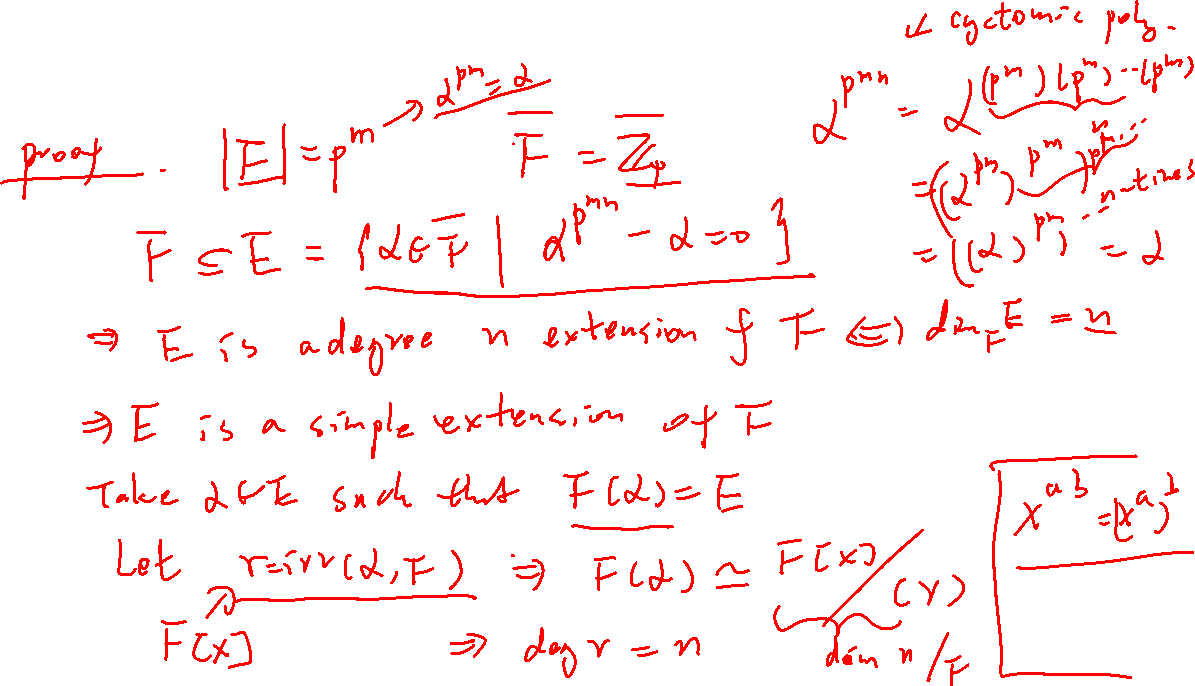 ↙ cyctomic poly.
proof. |F| = p^m → α^{p^m} = α
F̄ = Z̄_p
F ⊆ E = {α ∈ F̄ | α^{p^{mn}} - α = 0}
⇒ E is a degree n extension of F ⇔ dim_F E = n
⇒ E is a simple extension of F
Take α ∈ E such that F(α) = E
Let r = irr(α, F) ⇒ F(α) ≃ F[x] / (r)
F[x] ⇒ deg r = n dim n / F
α^{p^{mn}} = α^{(p^m)(p^m)⋯(p^m)}
n
= ((α^{p^m})^{p^m})^{p^m⋯}
n-times
= ((α)^{p^m})⋯ = α
x^{ab} = (x^a)^b